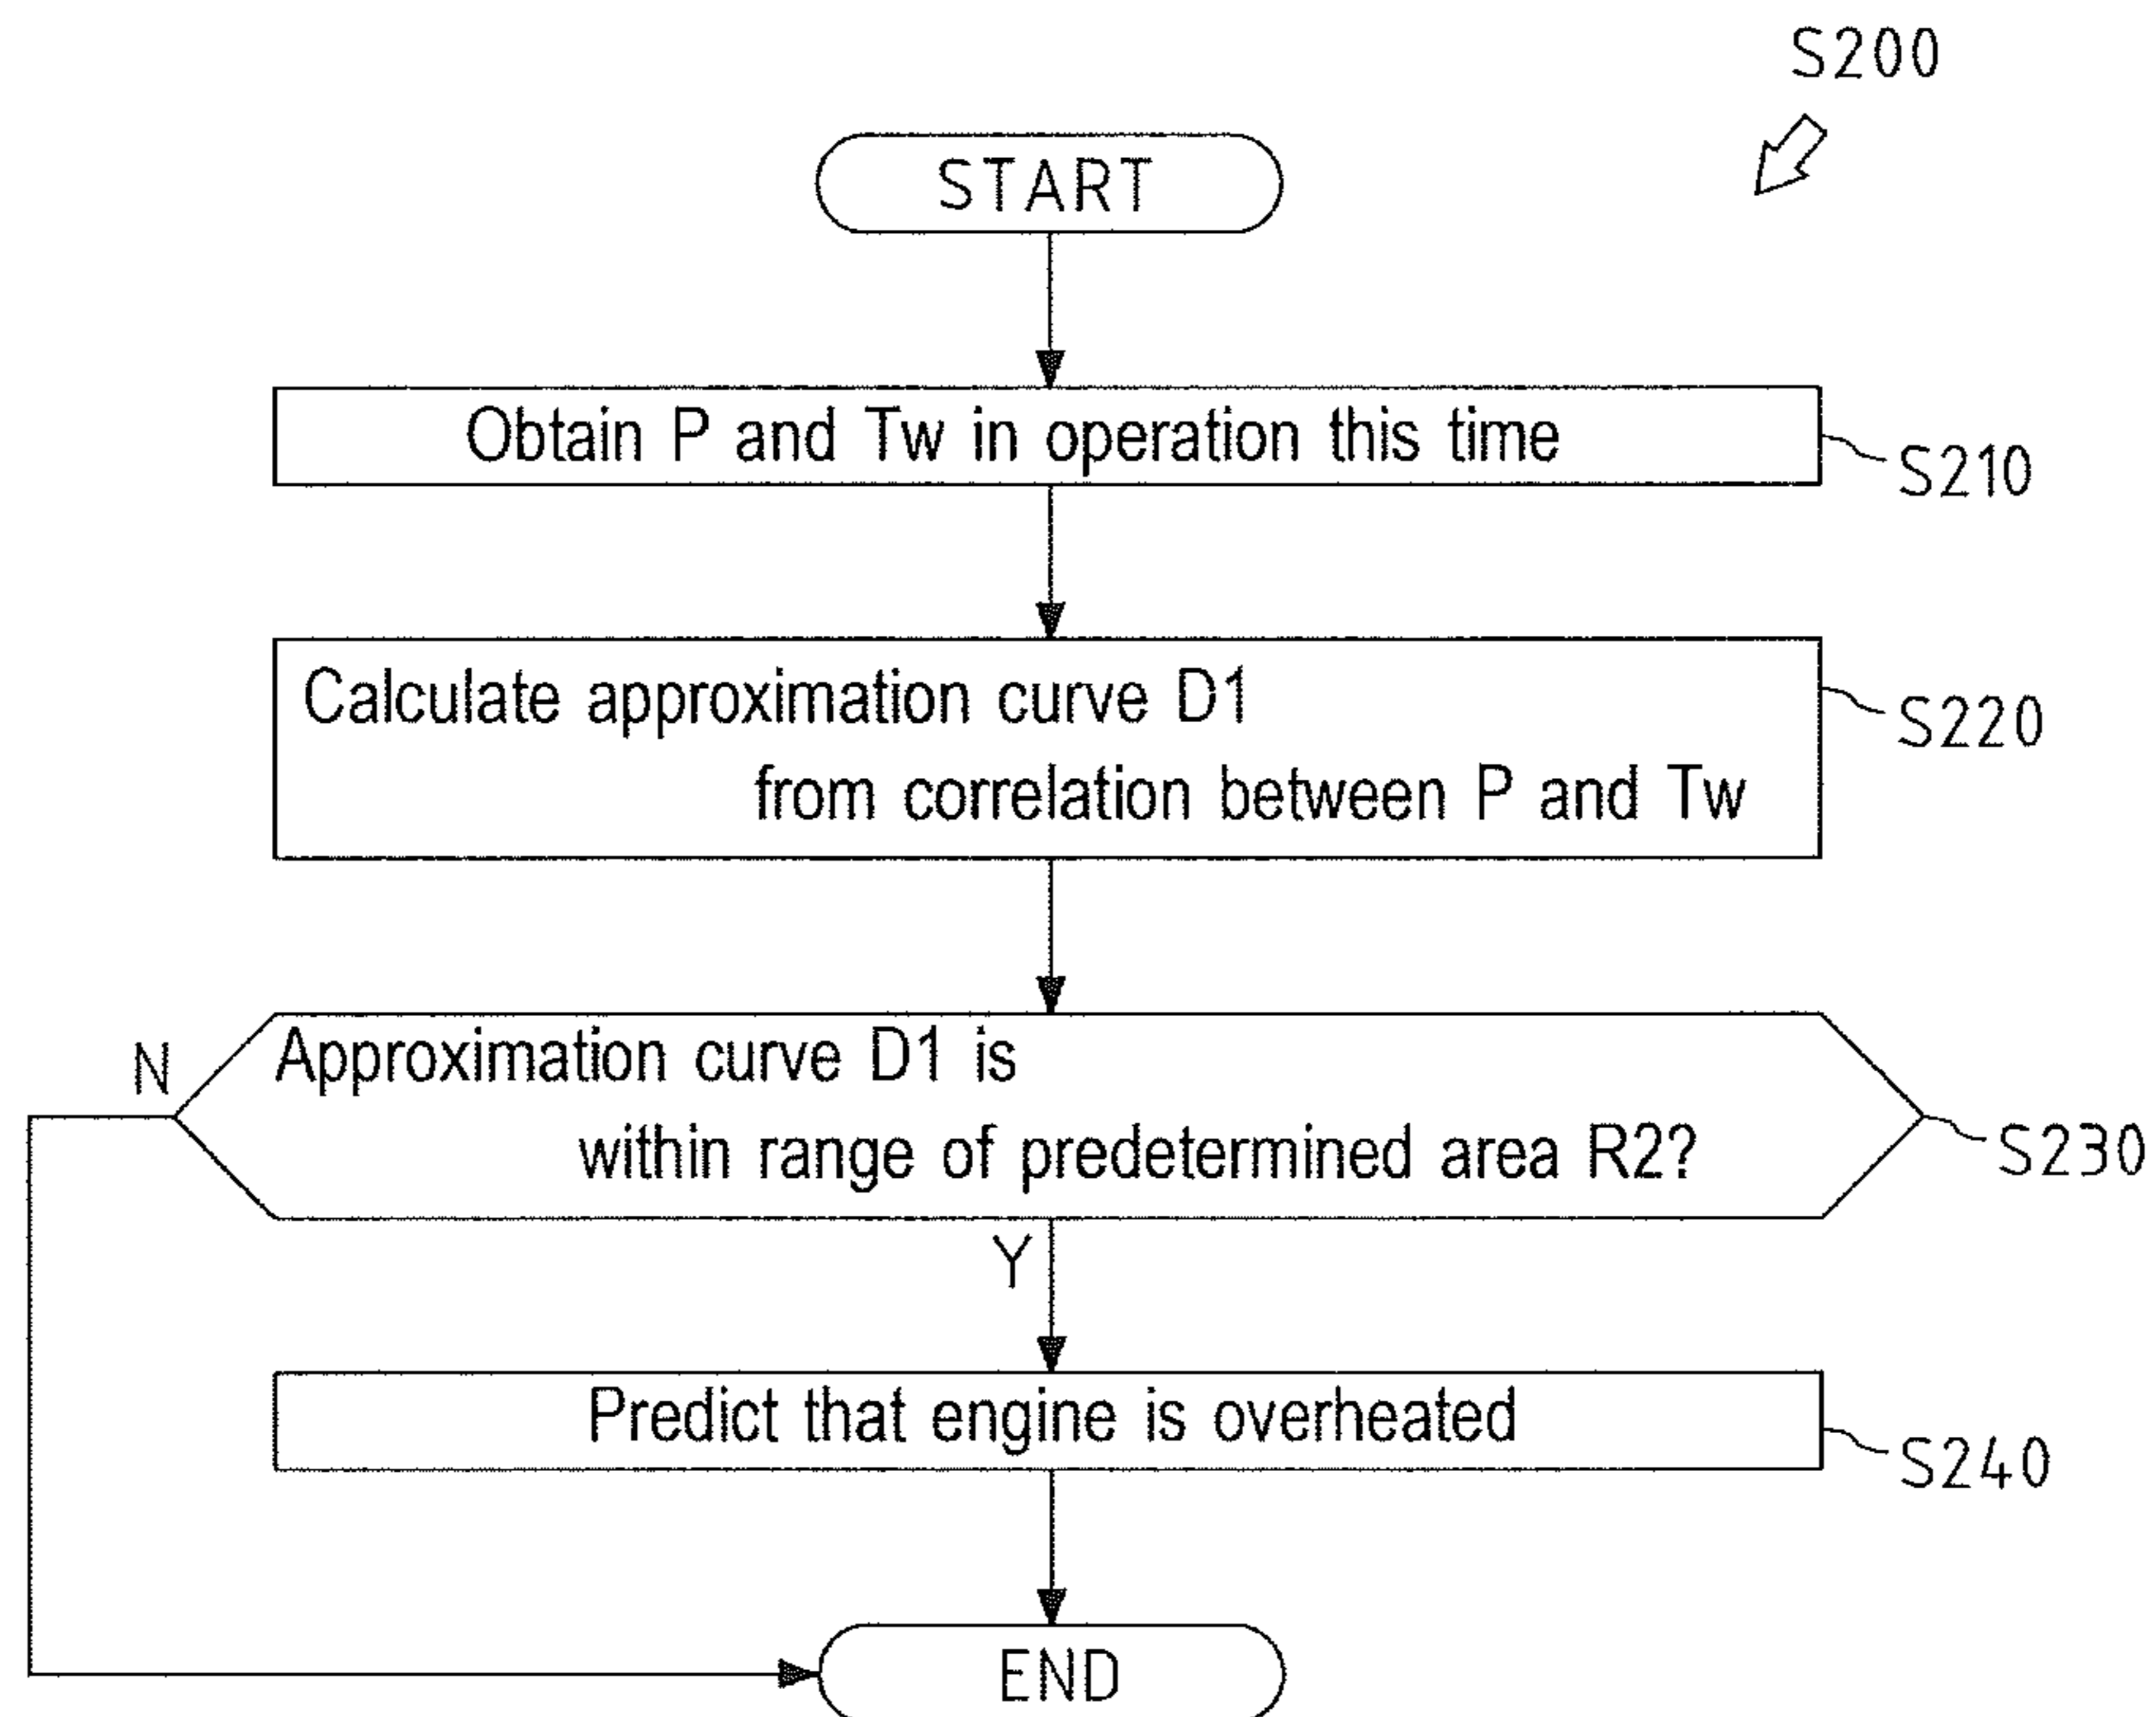 S200
START
Obtain P and Tw in operation this time
S210
Calculate approximation curve D1
from correlation between P and Tw
S220
N
Approximation curve D1 is
within range of predetermined area R2?
S230
Y
Predict that engine is overheated
S240
END